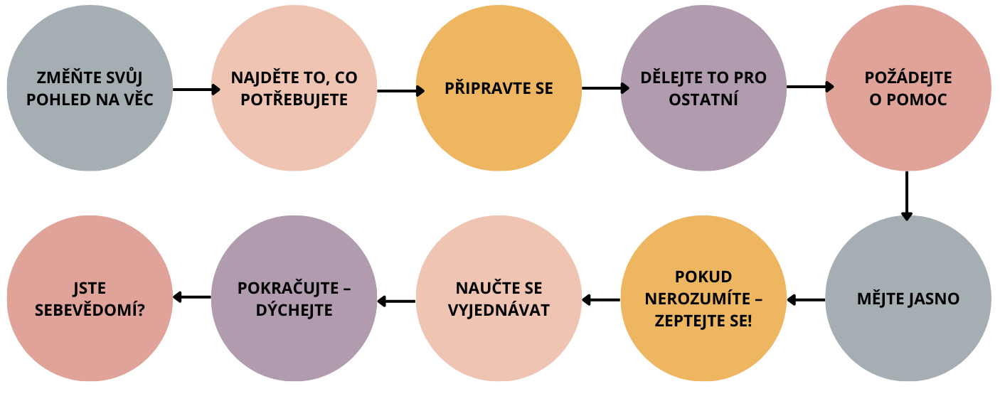 ZMĚŇTE SVŮJ
POHLED NA VĚC
NAJDĚTE TO, CO
POTŘEBUJETE
PŘIPRAVTE SE
DĚLEJTE TO PRO
OSTATNÍ
POŽÁDEJTE
O POMOC
MĚJTE JASNO
POKUD
NEROZUMÍTE –
ZEPTEJTE SE!
NAUČTE SE
VYJEDNÁVAT
POKRAČUJTE –
DÝCHEJTE
JSTE
SEBEVĚDOMÍ?